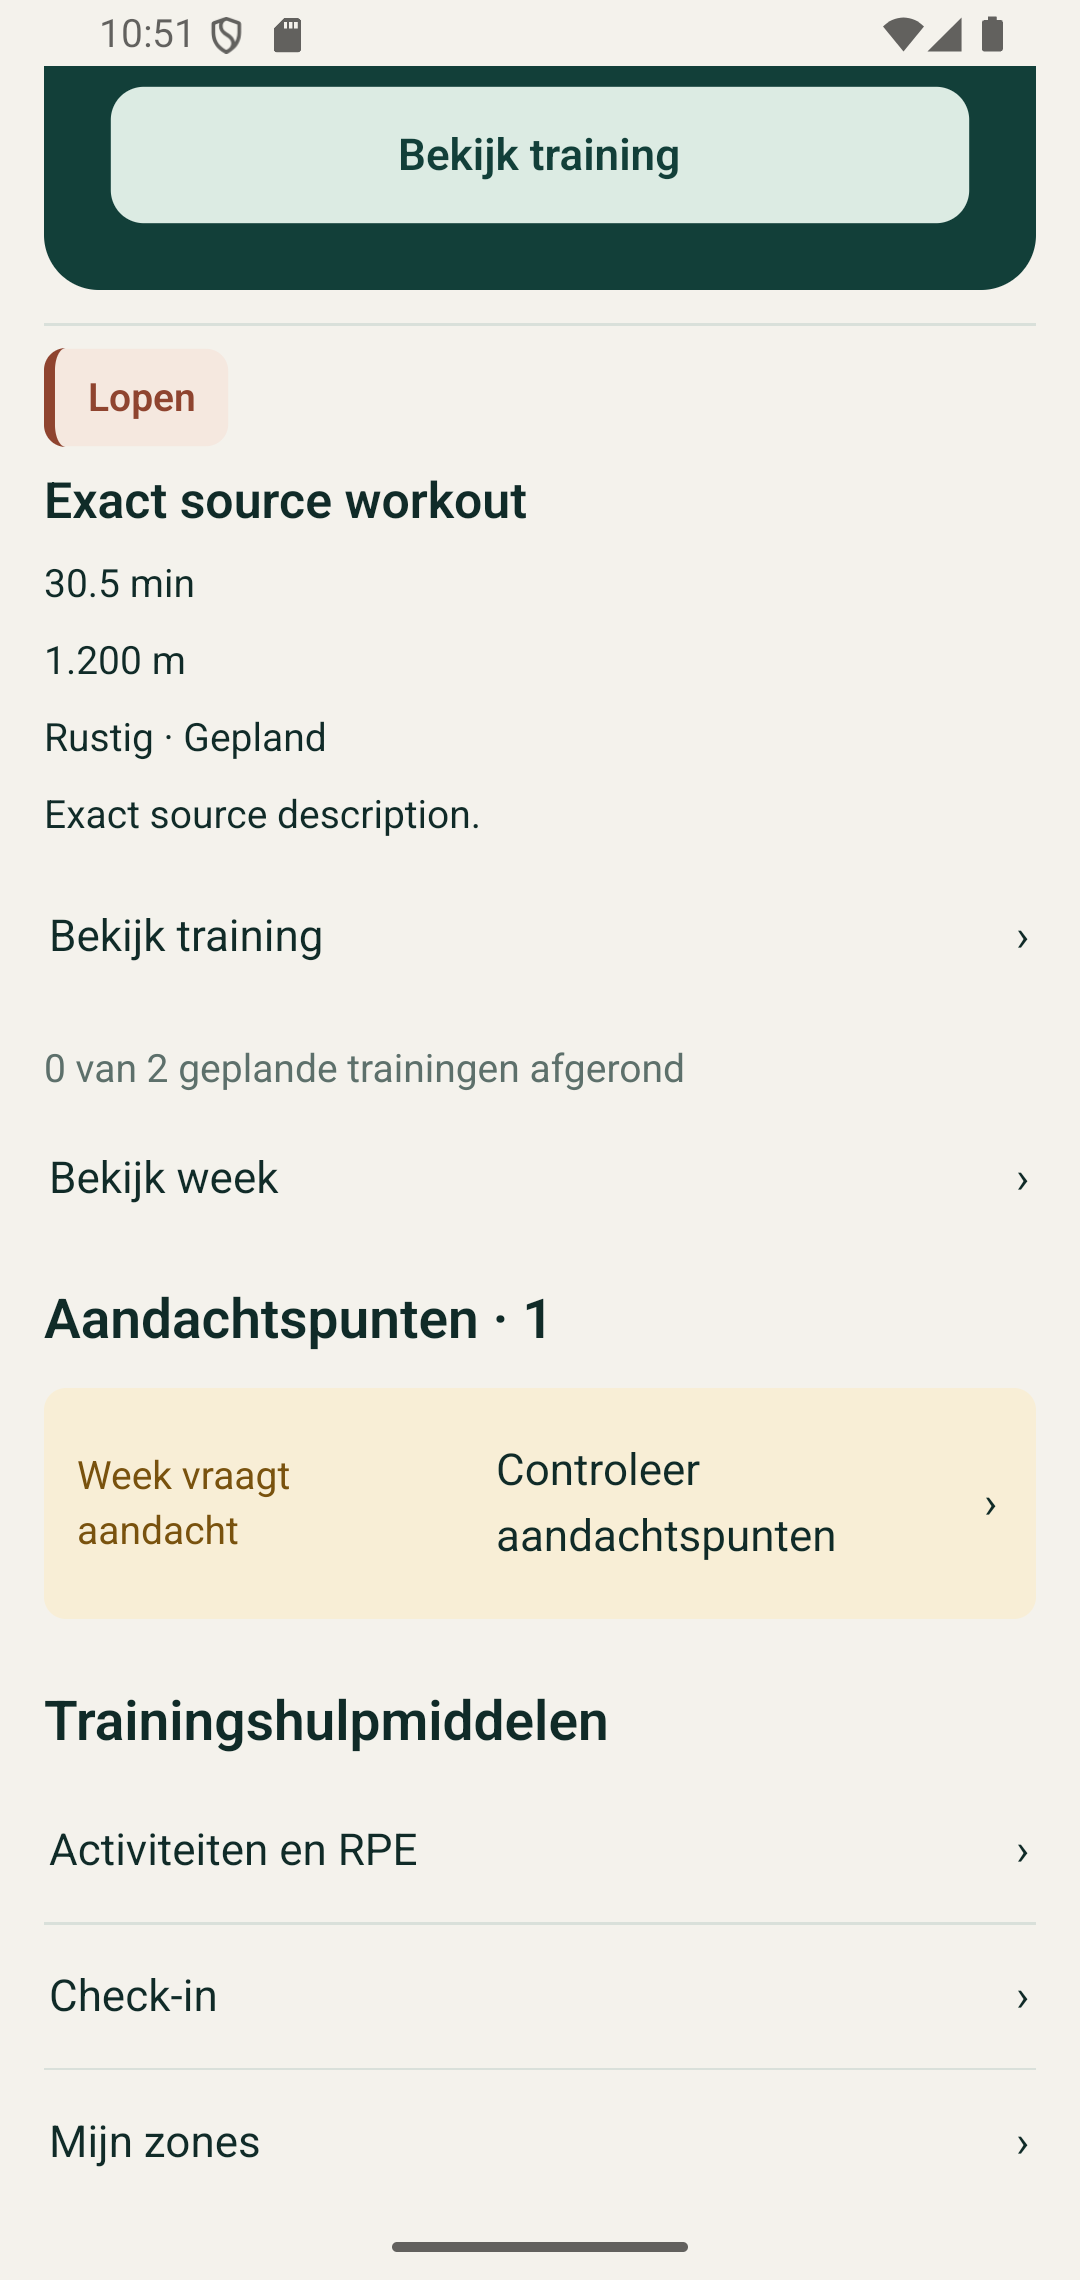 10:51
Bekijk training
Lopen
Exact source workout
30.5 min
1.200 m
Rustig · Gepland
Exact source description.
Bekijk training ›
0 van 2 geplande trainingen afgerond
Bekijk week ›
Aandachtspunten · 1
Week vraagt
aandacht
Controleer
aandachtspunten ›
Trainingshulpmiddelen
Activiteiten en RPE ›
Check-in ›
Mijn zones ›